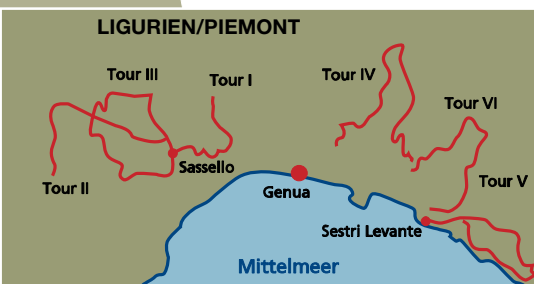 LIGURIEN/PIEMONT
Tour III
Tour I
Tour IV
Tour VI
Sassello
Tour II
Genua
Tour V
Sestri Levante
Mittelmeer